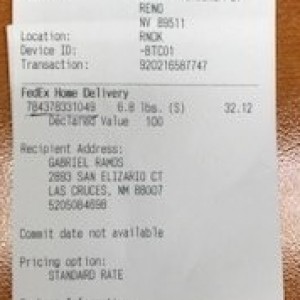 RENO
NV 89511
Location: RNOK
Device ID: -BTC01
Transaction: 920216587747
FedEx Home Delivery
784378331049 6.8 lbs. (S) 32.12
Declared Value 100
Recipient Address:
GABRIEL RAMOS
2893 SAN ELIZARIO CT
LAS CRUCES, NM 88007
5205084698
Commit date not available
Pricing option:
STANDARD RATE